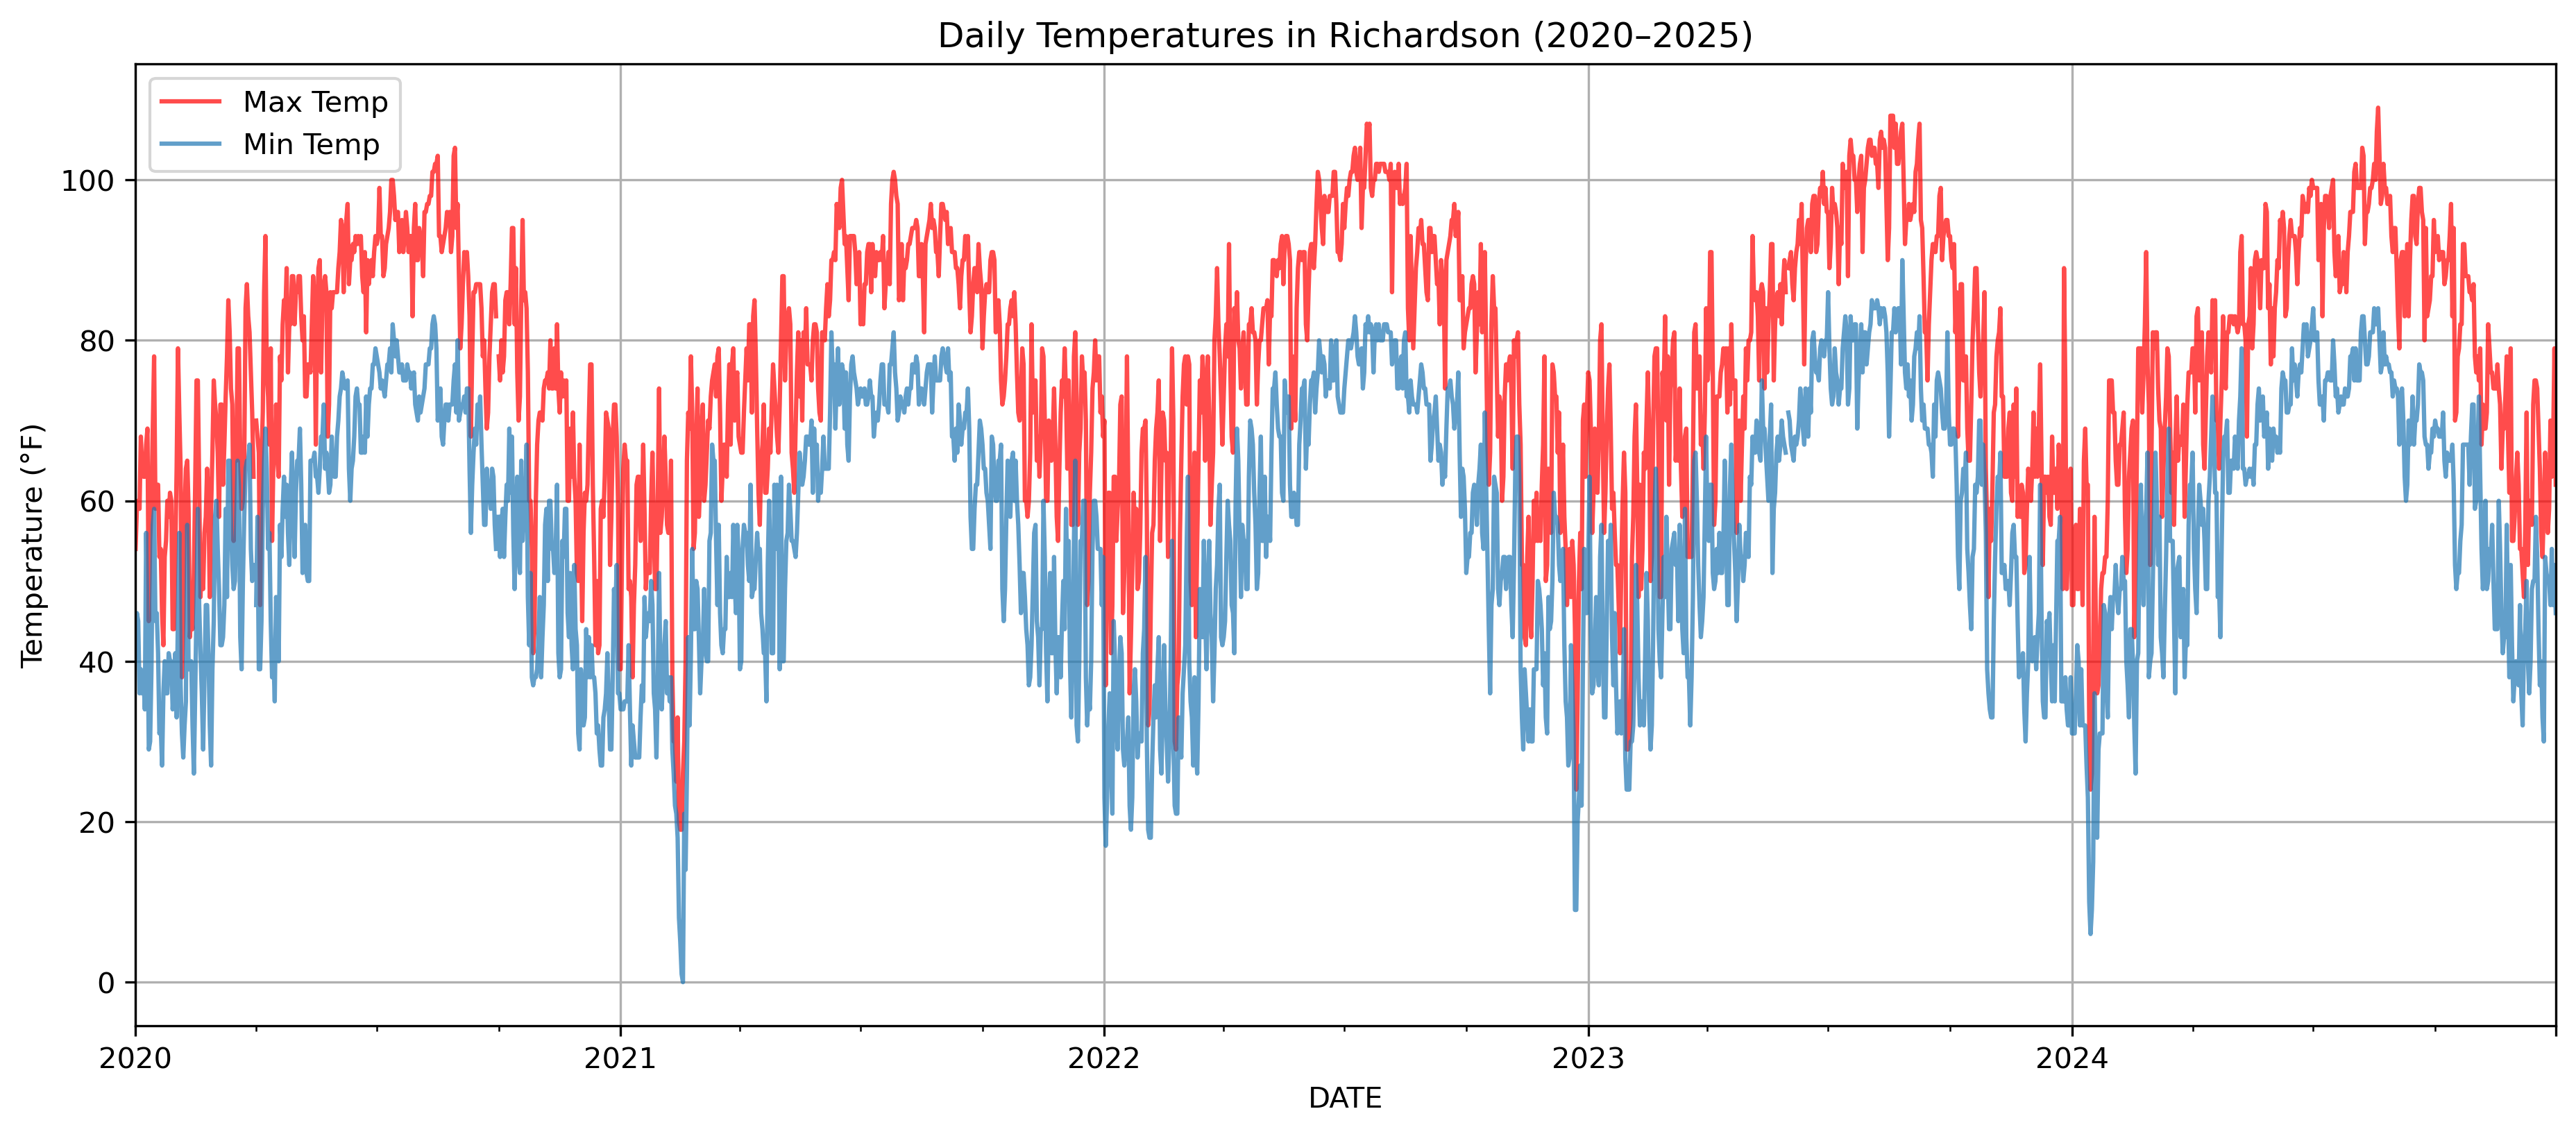 Daily Temperatures in Richardson (2020–2025)
Max Temp
Min Temp
Temperature (°F)
100
80
60
40
20
0
2020 2021 2022 2023 2024
DATE